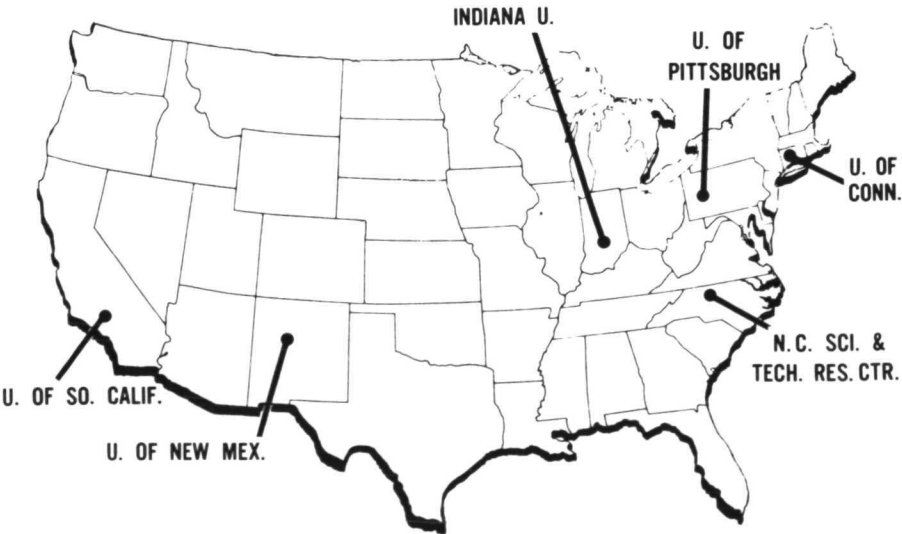 INDIANA U.
U. OF
PITTSBURGH
U. OF
CONN.
N.C. SCI. &
TECH. RES. CTR.
U. OF SO. CALIF.
U. OF NEW MEX.